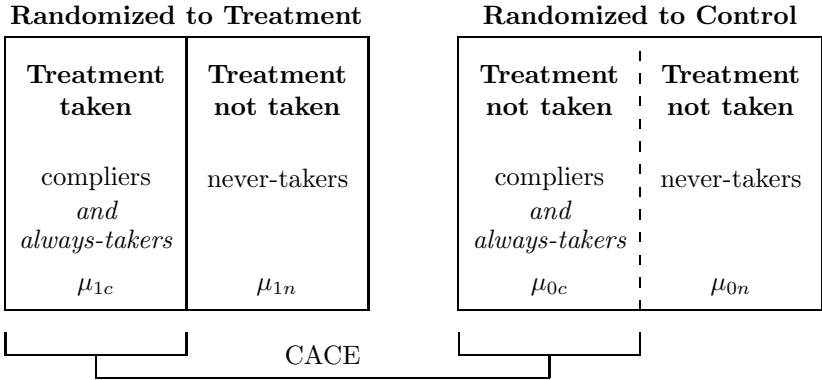 Randomized to Treatment
Treatment
taken
compliers
and
always-takers
μ1c
Treatment
not taken
never-takers
μ1n
Randomized to Control
Treatment
not taken
compliers
and
always-takers
μ0c
Treatment
not taken
never-takers
μ0n
CACE